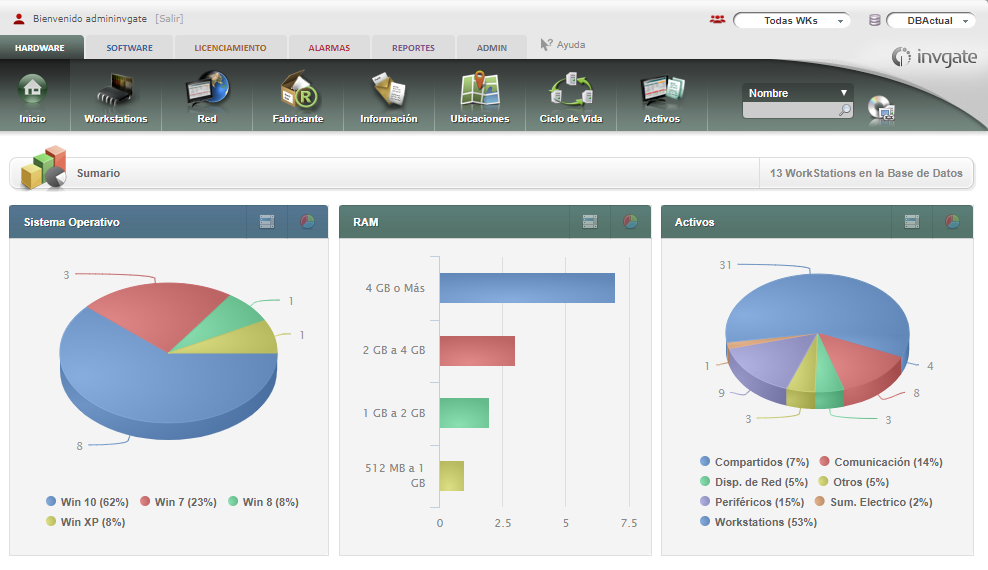 Bienvenido admininvgate [Salir]
Todas WKs
DBActual
HARDWARE
SOFTWARE
LICENCIAMIENTO
ALARMAS
REPORTES
ADMIN
Ayuda
invgate
Inicio
Workstations
Red
Fabricante
Información
Ubicaciones
Ciclo de Vida
Activos
Nombre
Sumario
13 WorkStations en la Base de Datos
Sistema Operativo
3
1
1
8
Win 10 (62%) Win 7 (23%) Win 8 (8%)
Win XP (8%)
RAM
4 GB o Más
2 GB a 4 GB
1 GB a 2 GB
512 MB a 1
GB
0 2.5 5 7.5
Activos
31
4
1
9
8
3
3
Compartidos (7%) Comunicación (14%)
Disp. de Red (5%) Otros (5%)
Periféricos (15%) Sum. Electrico (2%)
Workstations (53%)